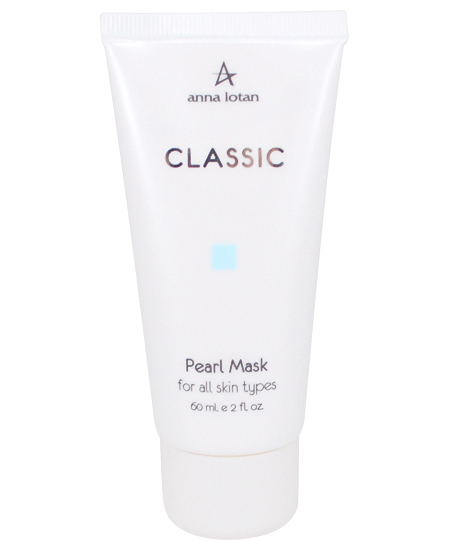 anna lotan
CLASSIC
Pearl Mask
for all skin types
60 ml. e 2 fl. oz